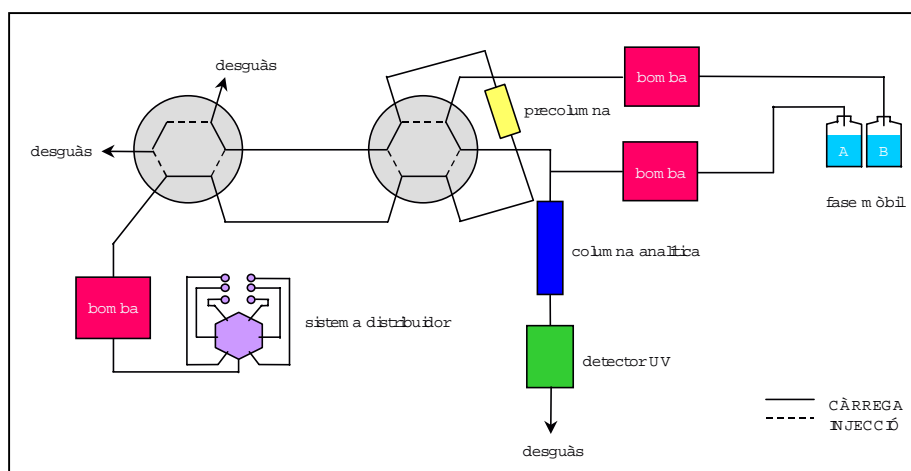 desguàs
bomba
precolumna
desguàs
A
B
bomba
fase mòbil
columna analítica
bomba
sistema distribuidor
detector UV
CÀRREGA
INJECCIÓ
desguàs